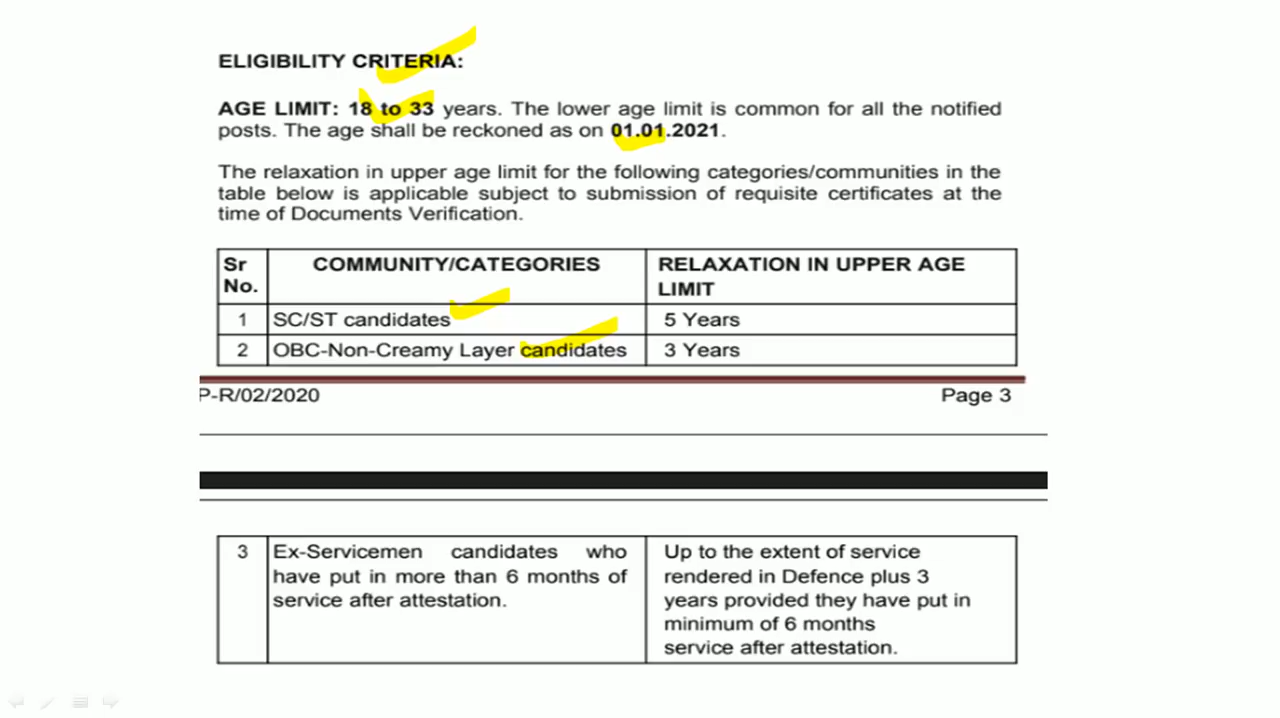 ELIGIBILITY CRITERIA:
AGE LIMIT: 18 to 33 years. The lower age limit is common for all the notified
posts. The age shall be reckoned as on 01.01.2021.
The relaxation in upper age limit for the following categories/communities in the
table below is applicable subject to submission of requisite certificates at the
time of Documents Verification.
Sr No. COMMUNITY/CATEGORIES RELAXATION IN UPPER AGE LIMIT
1 SC/ST candidates 5 Years
2 OBC-Non-Creamy Layer candidates 3 Years
P-R/02/2020 Page 3
3 Ex-Servicemen candidates who Up to the extent of service
have put in more than 6 months of rendered in Defence plus 3
service after attestation. years provided they have put in
minimum of 6 months
service after attestation.